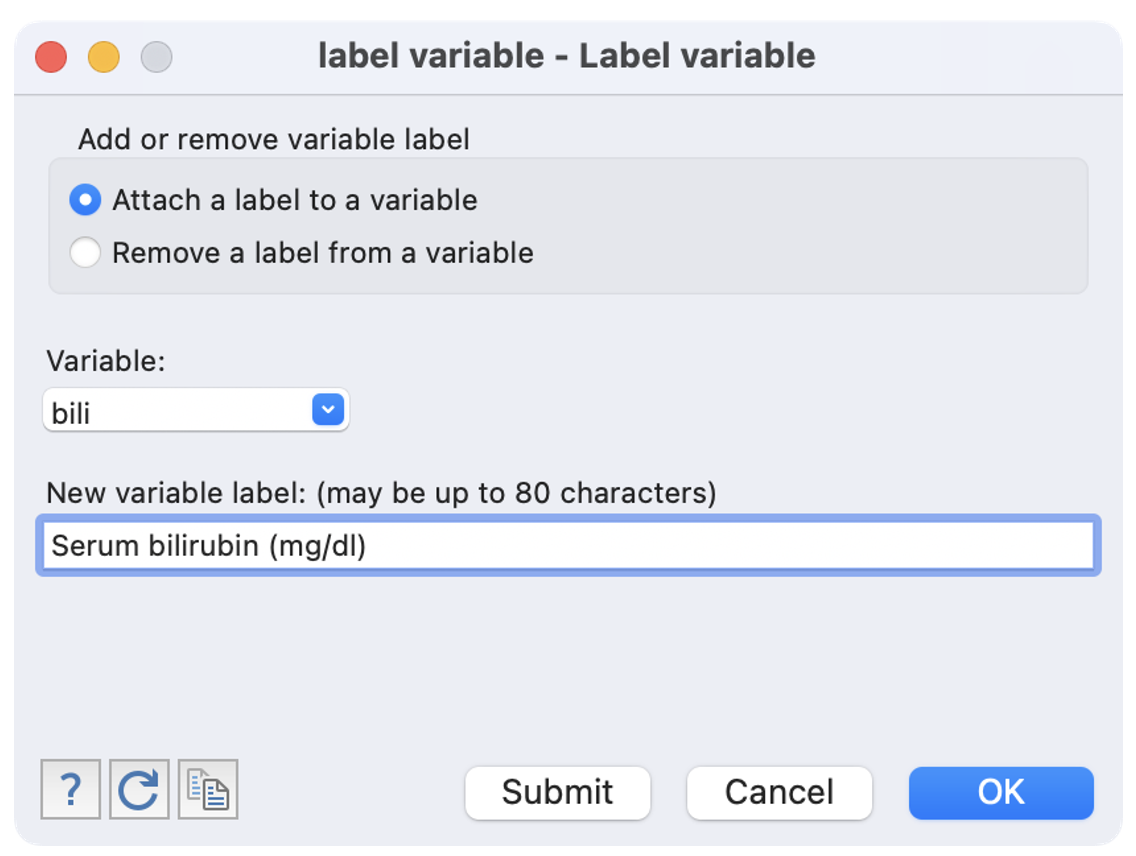 label variable - Label variable
Add or remove variable label
Attach a label to a variable
Remove a label from a variable
Variable:
bili
New variable label: (may be up to 80 characters)
Serum bilirubin (mg/dl)
? Submit Cancel OK